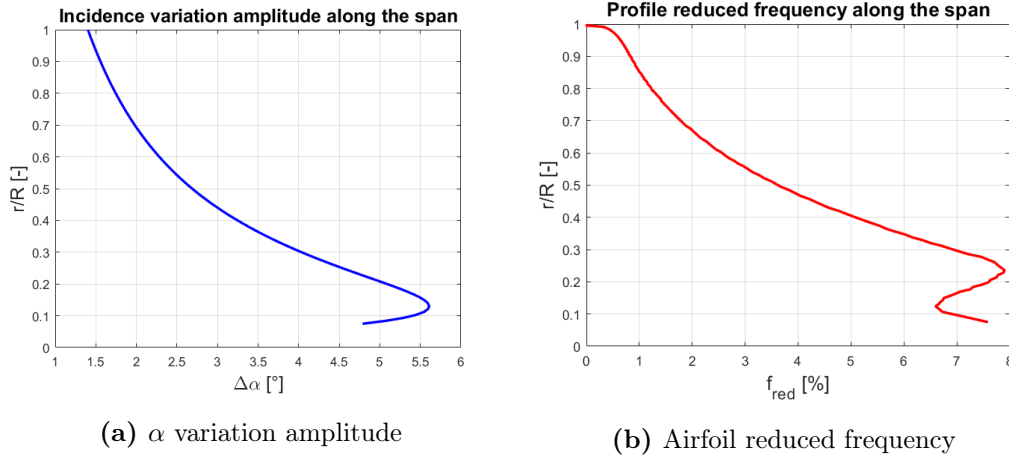 Incidence variation amplitude along the span
1
0.9
0.8
0.7
0.6
0.5
0.4
0.3
0.2
0.1
0
r/R [-]
1 1.5 2 2.5 3 3.5 4 4.5 5 5.5 6
Δα [°]
(a) α variation amplitude
Profile reduced frequency along the span
1
0.9
0.8
0.7
0.6
0.5
0.4
0.3
0.2
0.1
0
r/R [-]
0 1 2 3 4 5 6 7 8
f_red [%]
(b) Airfoil reduced frequency